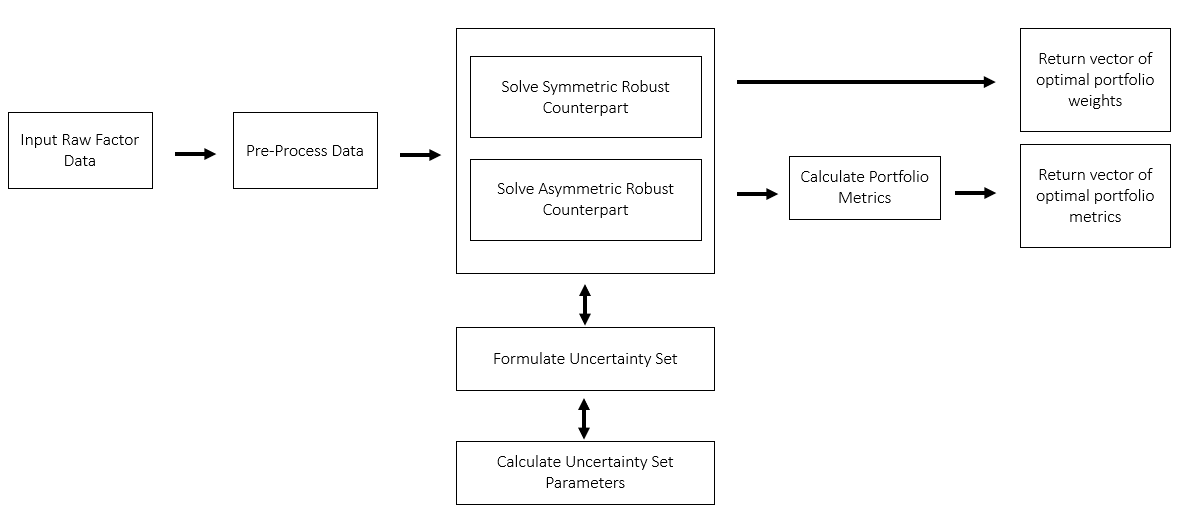 Input Raw Factor
Data
Pre-Process Data
Solve Symmetric Robust
Counterpart
Solve Asymmetric Robust
Counterpart
Return vector of
optimal portfolio
weights
Calculate Portfolio
Metrics
Return vector of
optimal portfolio
metrics
Formulate Uncertainty Set
Calculate Uncertainty Set
Parameters